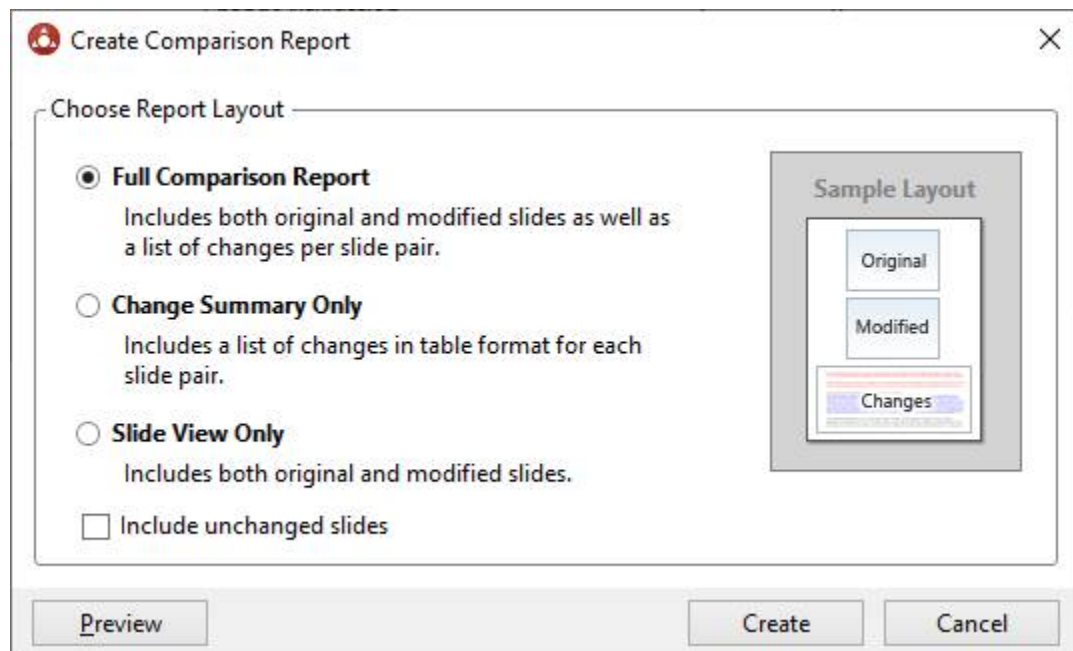 Create Comparison Report
Choose Report Layout
Full Comparison Report
Includes both original and modified slides as well as
a list of changes per slide pair.
Change Summary Only
Includes a list of changes in table format for each
slide pair.
Slide View Only
Includes both original and modified slides.
Include unchanged slides
Sample Layout
Original
Modified
Changes
Preview
Create
Cancel